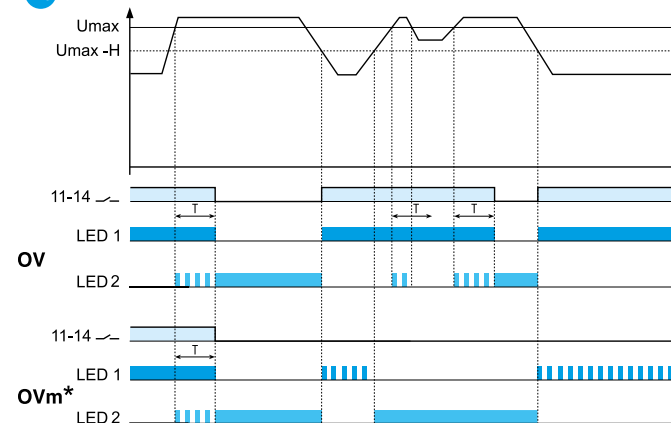 Umax
Umax -H
11-14
T T T
LED 1
OV
LED 2
11-14
T
LED 1
OVm*
LED 2